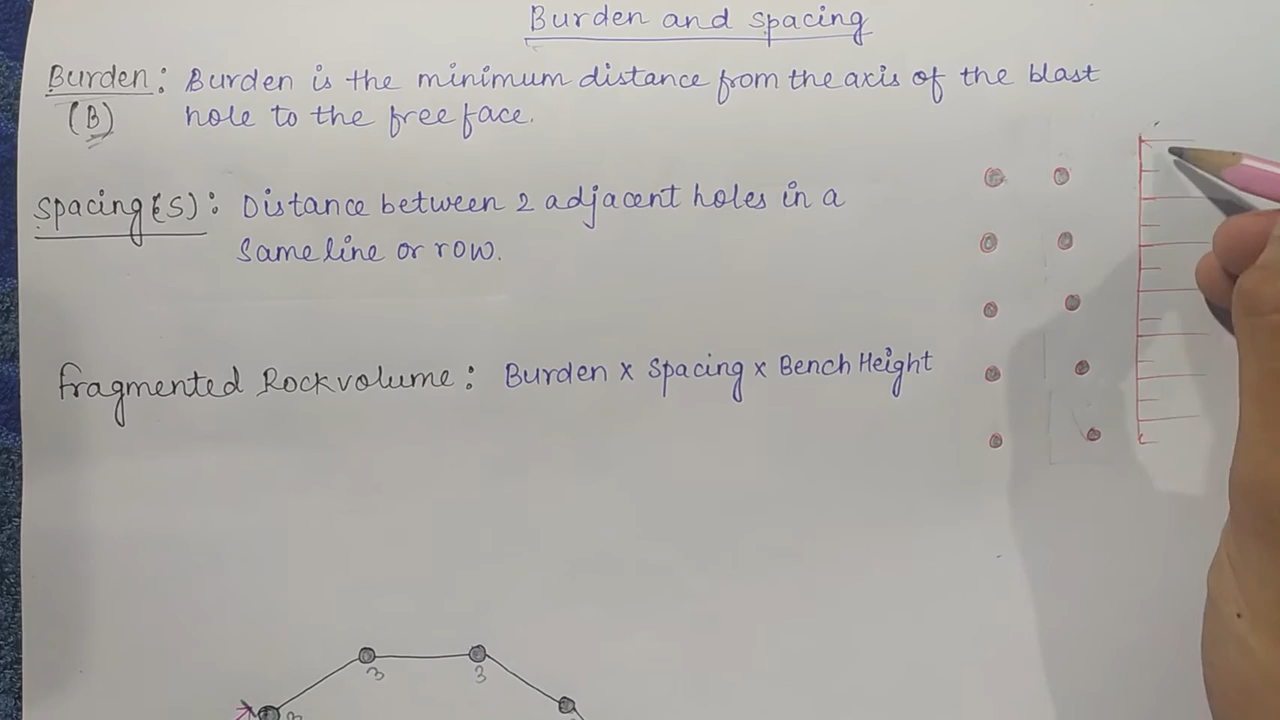 Burden and spacing
Burden: Burden is the minimum distance from the axis of the blast
(B) hole to the free face.
Spacing(S): Distance between 2 adjacent holes in a
Same line or row.
Fragmented Rock volume: Burden x Spacing x Bench Height
3 3